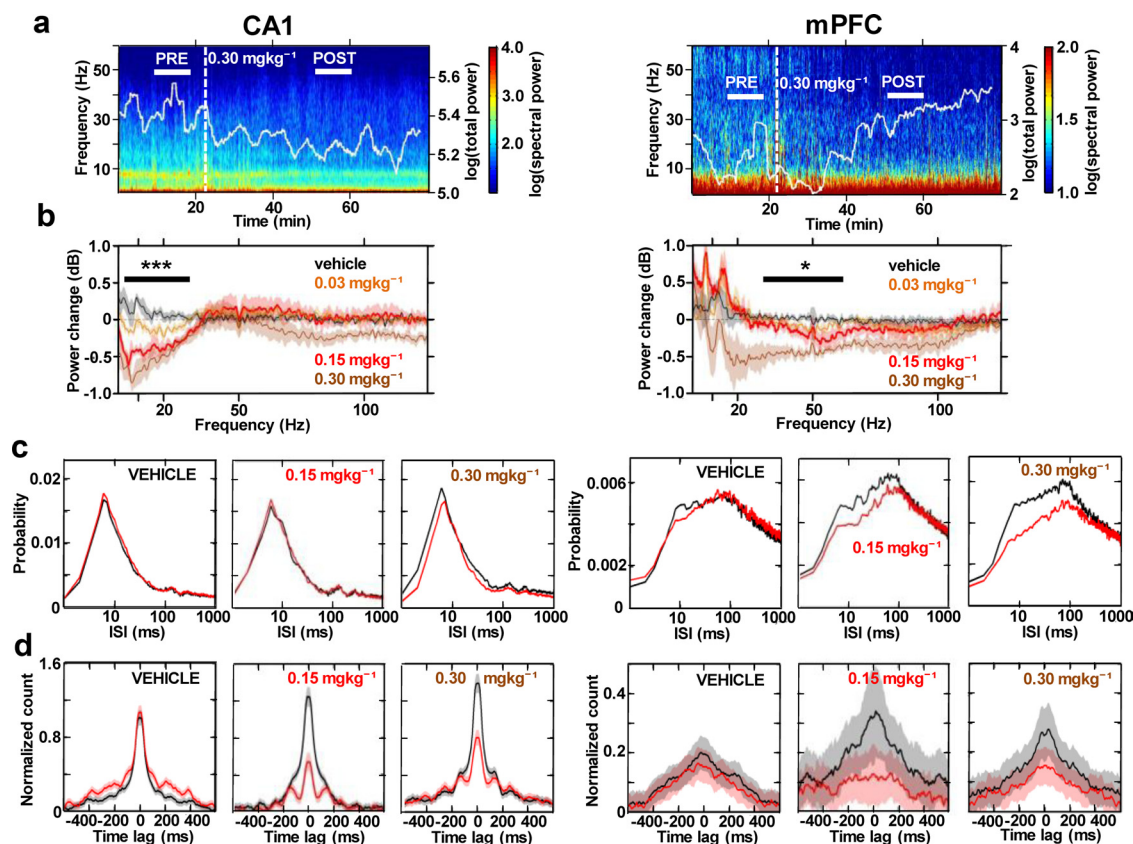 CA1
mPFC
a
PRE
0.30 mgkg⁻¹
POST
Frequency (Hz)
50
30
10
20
40
60
Time (min)
5.6
5.4
5.2
5.0
log(total power)
4.0
3.0
2.0
log(spectral power)
PRE
0.30 mgkg⁻¹
POST
Frequency (Hz)
50
30
10
20
40
60
Time (min)
4
3
2
log(total power)
2.0
1.5
1.0
log(spectral power)
b
Power change (dB)
1.0
0.5
0
-0.5
-1.0
***
vehicle
0.03 mgkg⁻¹
0.15 mgkg⁻¹
0.30 mgkg⁻¹
20
50
100
Frequency (Hz)
Power change (dB)
1.0
0.5
0
-0.5
-1.0
*
vehicle
0.03 mgkg⁻¹
0.15 mgkg⁻¹
0.30 mgkg⁻¹
20
50
100
Frequency (Hz)
c
Probability
0.02
0.01
0
VEHICLE
0.15 mgkg⁻¹
0.30 mgkg⁻¹
10 100 1000
ISI (ms)
10 100 1000
ISI (ms)
10 100 1000
ISI (ms)
Probability
0.006
0.002
0
VEHICLE
0.15 mgkg⁻¹
0.30 mgkg⁻¹
10 100 1000
ISI (ms)
10 100 1000
ISI (ms)
10 100 1000
ISI (ms)
d
Normalized count
1.6
0.8
0
VEHICLE
0.15 mgkg⁻¹
0.30 mgkg⁻¹
-400 -200 0 200 400
Time lag (ms)
-400 -200 0 200 400
Time lag (ms)
-400 -200 0 200 400
Time lag (ms)
Normalized count
0.4
0.2
0
VEHICLE
0.15 mgkg⁻¹
0.30 mgkg⁻¹
-400 -200 0 200 400
Time lag (ms)
-400 -200 0 200 400
Time lag (ms)
-400 -200 0 200 400
Time lag (ms)